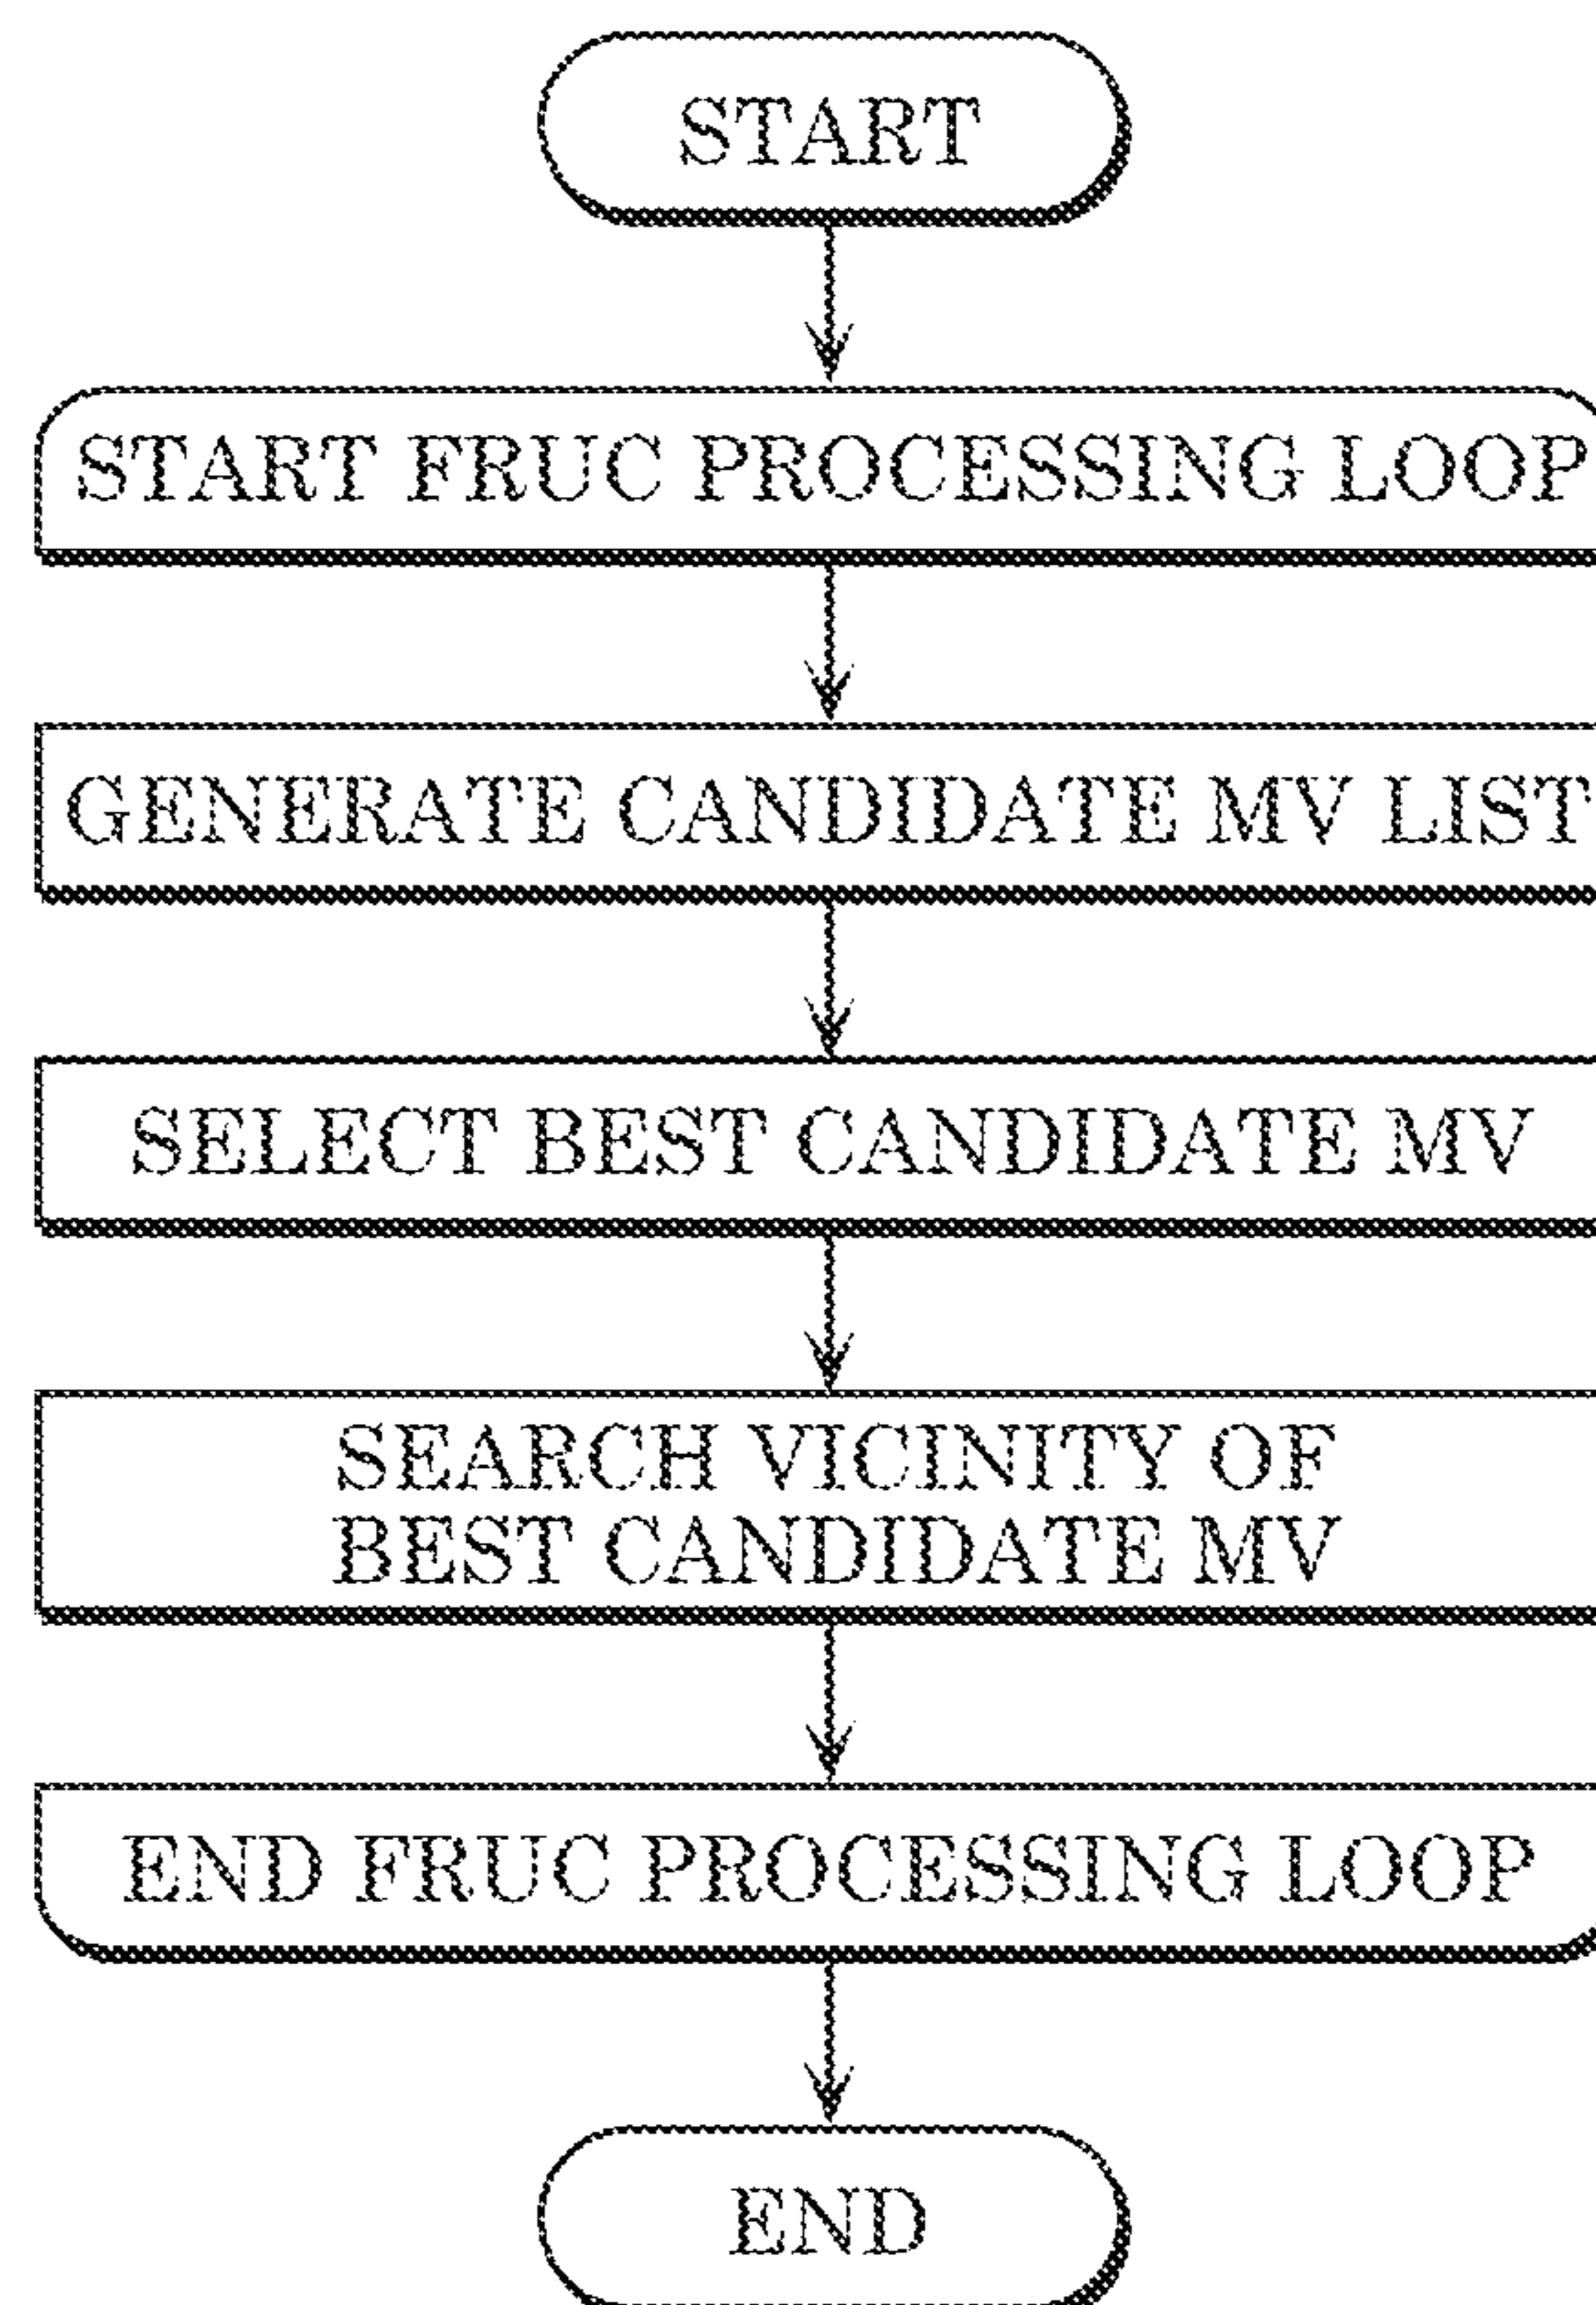 START
START FRUC PROCESSING LOOP
GENERATE CANDIDATE MV LIST
SELECT BEST CANDIDATE MV
SEARCH VICINITY OF
BEST CANDIDATE MV
END FRUC PROCESSING LOOP
END